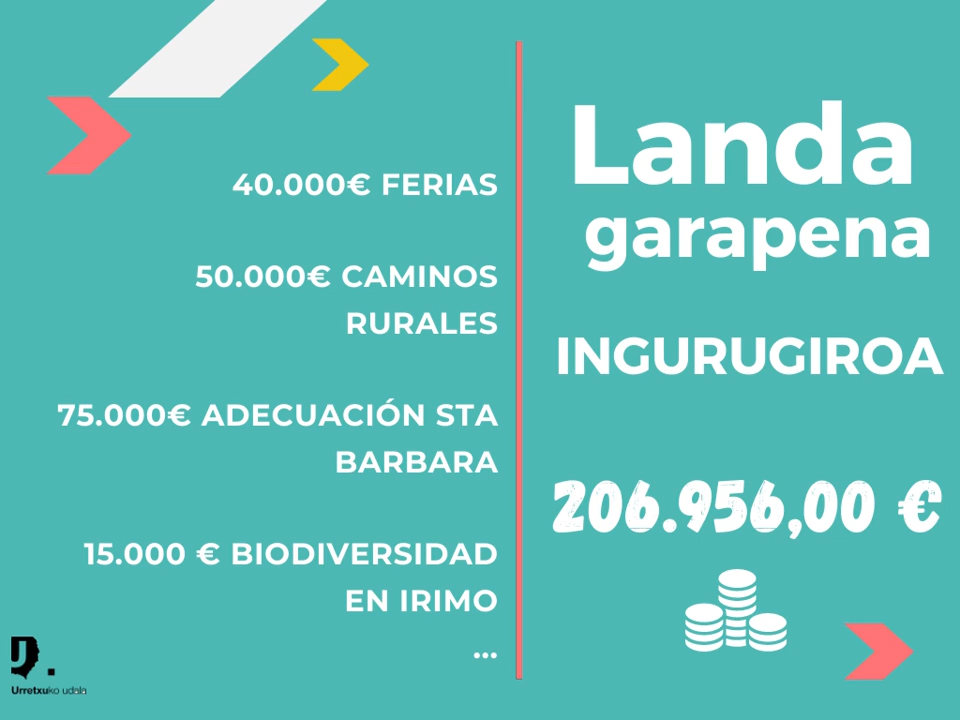 40.000€ FERIAS
50.000€ CAMINOS
RURALES
75.000€ ADECUACIÓN STA
BARBARA
15.000 € BIODIVERSIDAD
EN IRIMO
...
Landa
garapena
INGURUGIROA
206.956,00 €
Urretxuko udala